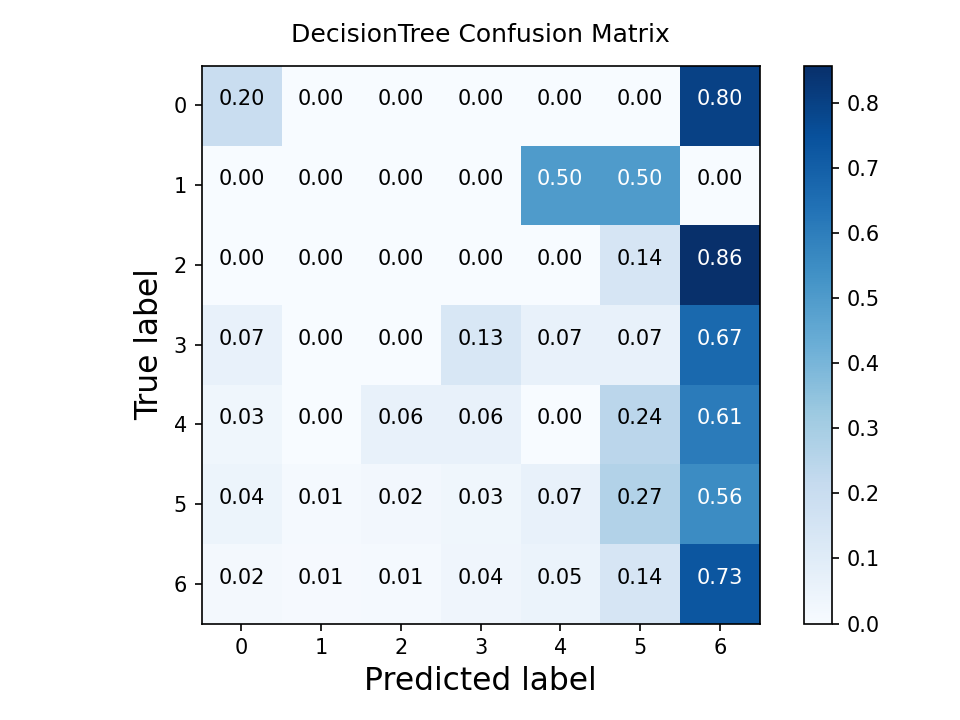 DecisionTree Confusion Matrix
0 0.20 0.00 0.00 0.00 0.00 0.00 0.80
1 0.00 0.00 0.00 0.00 0.50 0.50 0.00
2 0.00 0.00 0.00 0.00 0.00 0.14 0.86
3 0.07 0.00 0.00 0.13 0.07 0.07 0.67
4 0.03 0.00 0.06 0.06 0.00 0.24 0.61
5 0.04 0.01 0.02 0.03 0.07 0.27 0.56
6 0.02 0.01 0.01 0.04 0.05 0.14 0.73
0 1 2 3 4 5 6
Predicted label
True label
0.8
0.7
0.6
0.5
0.4
0.3
0.2
0.1
0.0